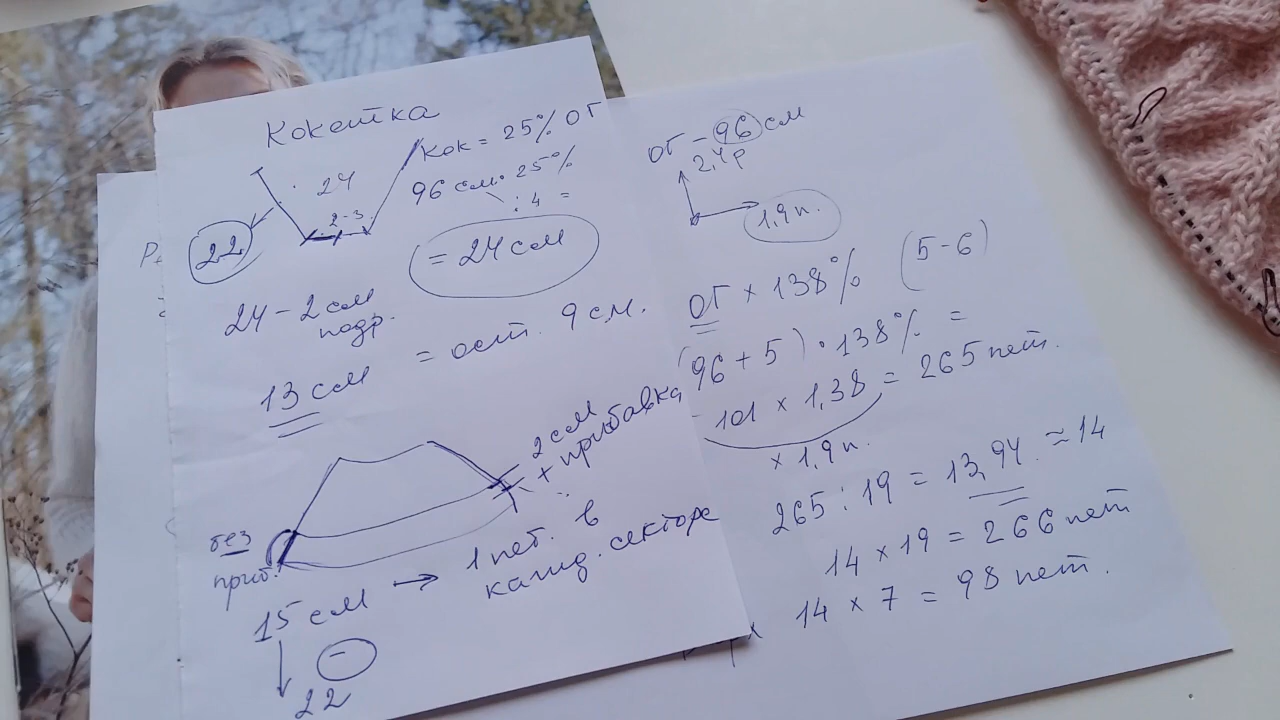 Кокетка
Кок = 25% ОГ
96 см · 25%
: 4 =
= 24 см
24
2-3
22
24 - 2 см
подр.
= ост. 9 см.
13 см
2 см
+ прибавка
без
приб.
15 см → 1 пет. в
кажд. секторе
-
22
ОГ - 96 см
2,4 р
1,9 п.
ОГ × 138% (5-6)
(96 + 5) · 138% =
101 × 1,38 = 265 пет.
× 1,9 п.
265 : 19 = 13,94 ≈ 14
14 × 19 = 266 пет
14 × 7 = 98 пет.